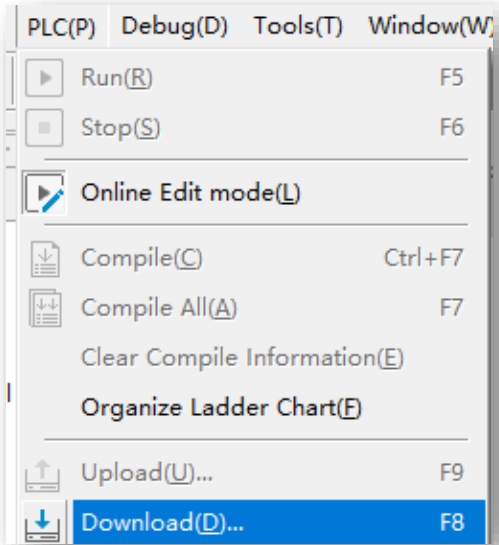 PLC(P) Debug(D) Tools(T) Window(W)
Run(R) F5
Stop(S) F6
Online Edit mode(L)
Compile(C) Ctrl+F7
Compile All(A) F7
Clear Compile Information(E)
Organize Ladder Chart(F)
Upload(U)... F9
Download(D)... F8